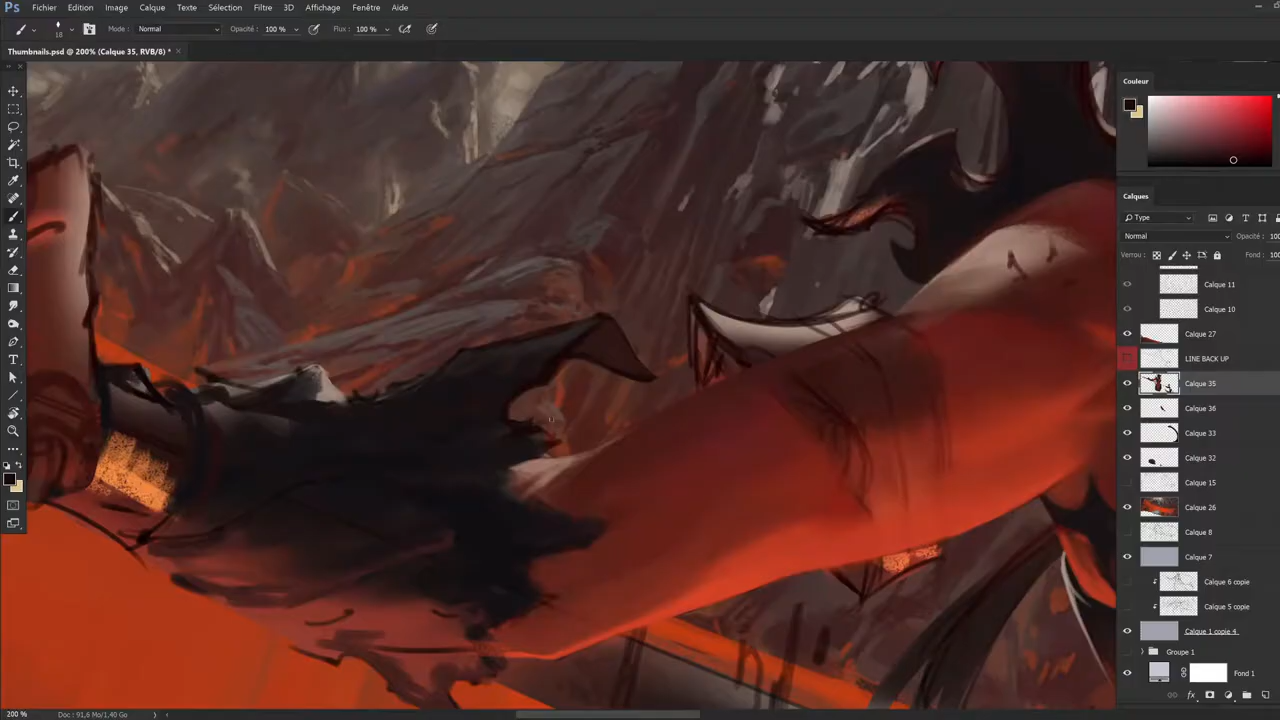 Ps Fichier Edition Image Calque Texte Sélection Filtre 3D Affichage Fenêtre Aide
18 Mode : Normal Opacité : 100 % Flux : 100 %
Thumbnails.psd @ 200% (Calque 35, RVB/8) * ×
Couleur
Calques
Type
Normal Opacité : 100
Verrou : Fond : 100
Calque 11
Calque 10
Calque 27
LINE BACK UP
Calque 35
Calque 36
Calque 33
Calque 32
Calque 15
Calque 26
Calque 8
Calque 7
Calque 6 copie
Calque 5 copie
Calque 1 copie 4
Groupe 1
Fond 1
fx
200 % Doc : 91,6 Mo/1,40 Go